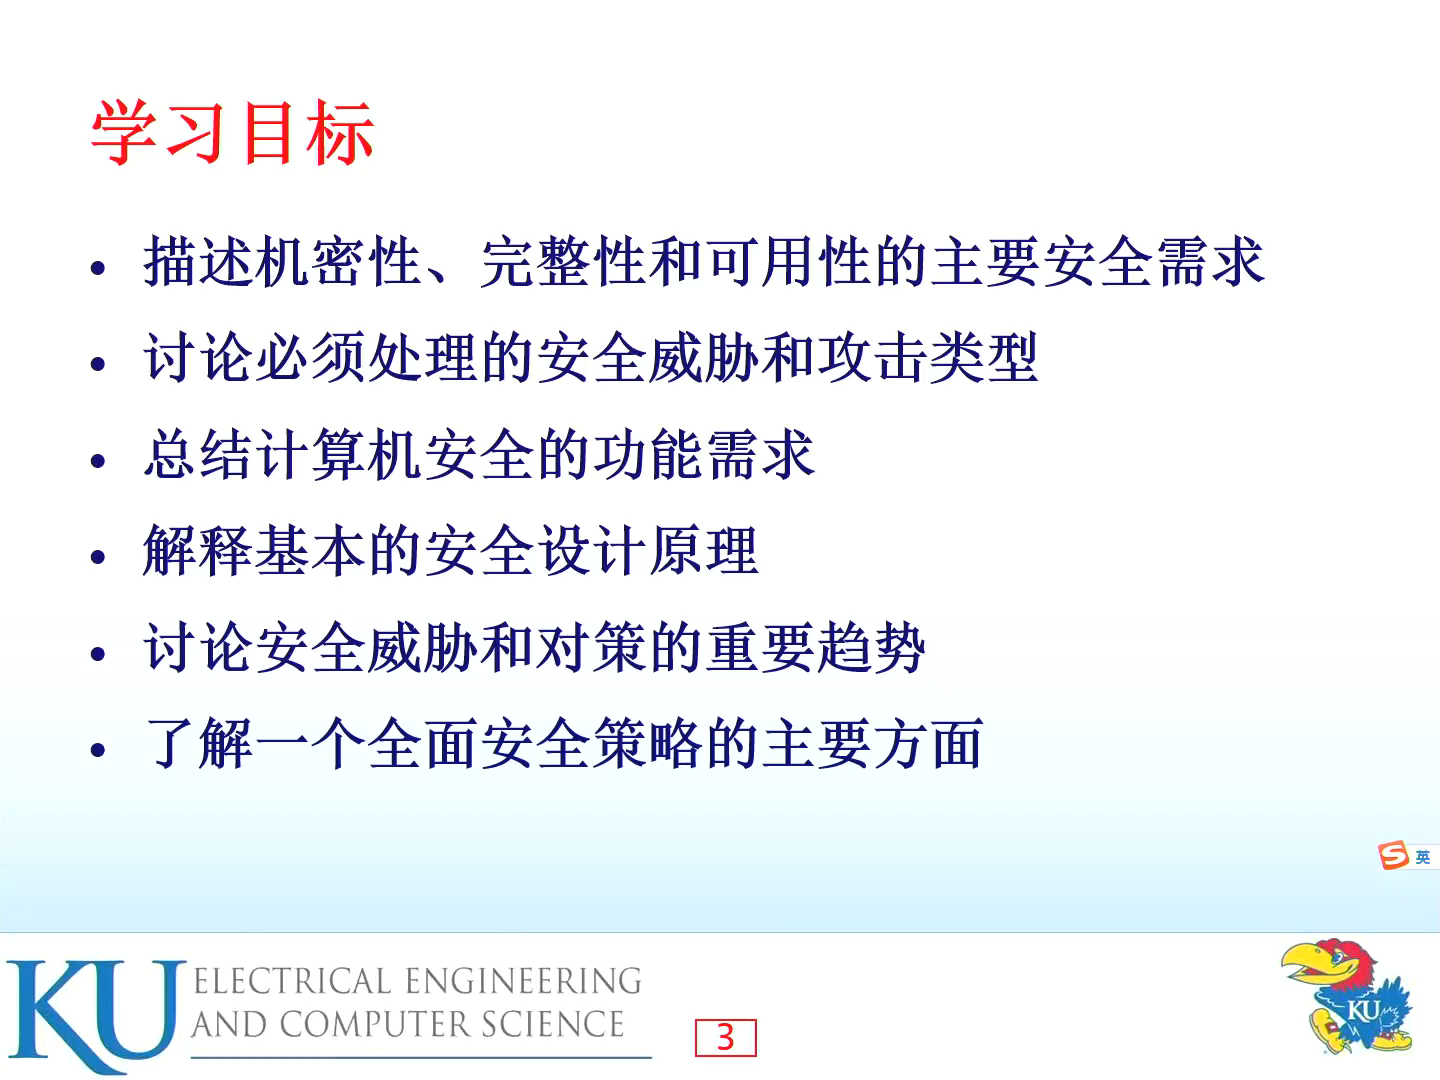 学习目标
• 描述机密性、完整性和可用性的主要安全需求
• 讨论必须处理的安全威胁和攻击类型
• 总结计算机安全的功能需求
• 解释基本的安全设计原理
• 讨论安全威胁和对策的重要趋势
• 了解一个全面安全策略的主要方面
S 英
KU ELECTRICAL ENGINEERING
AND COMPUTER SCIENCE
3
KU